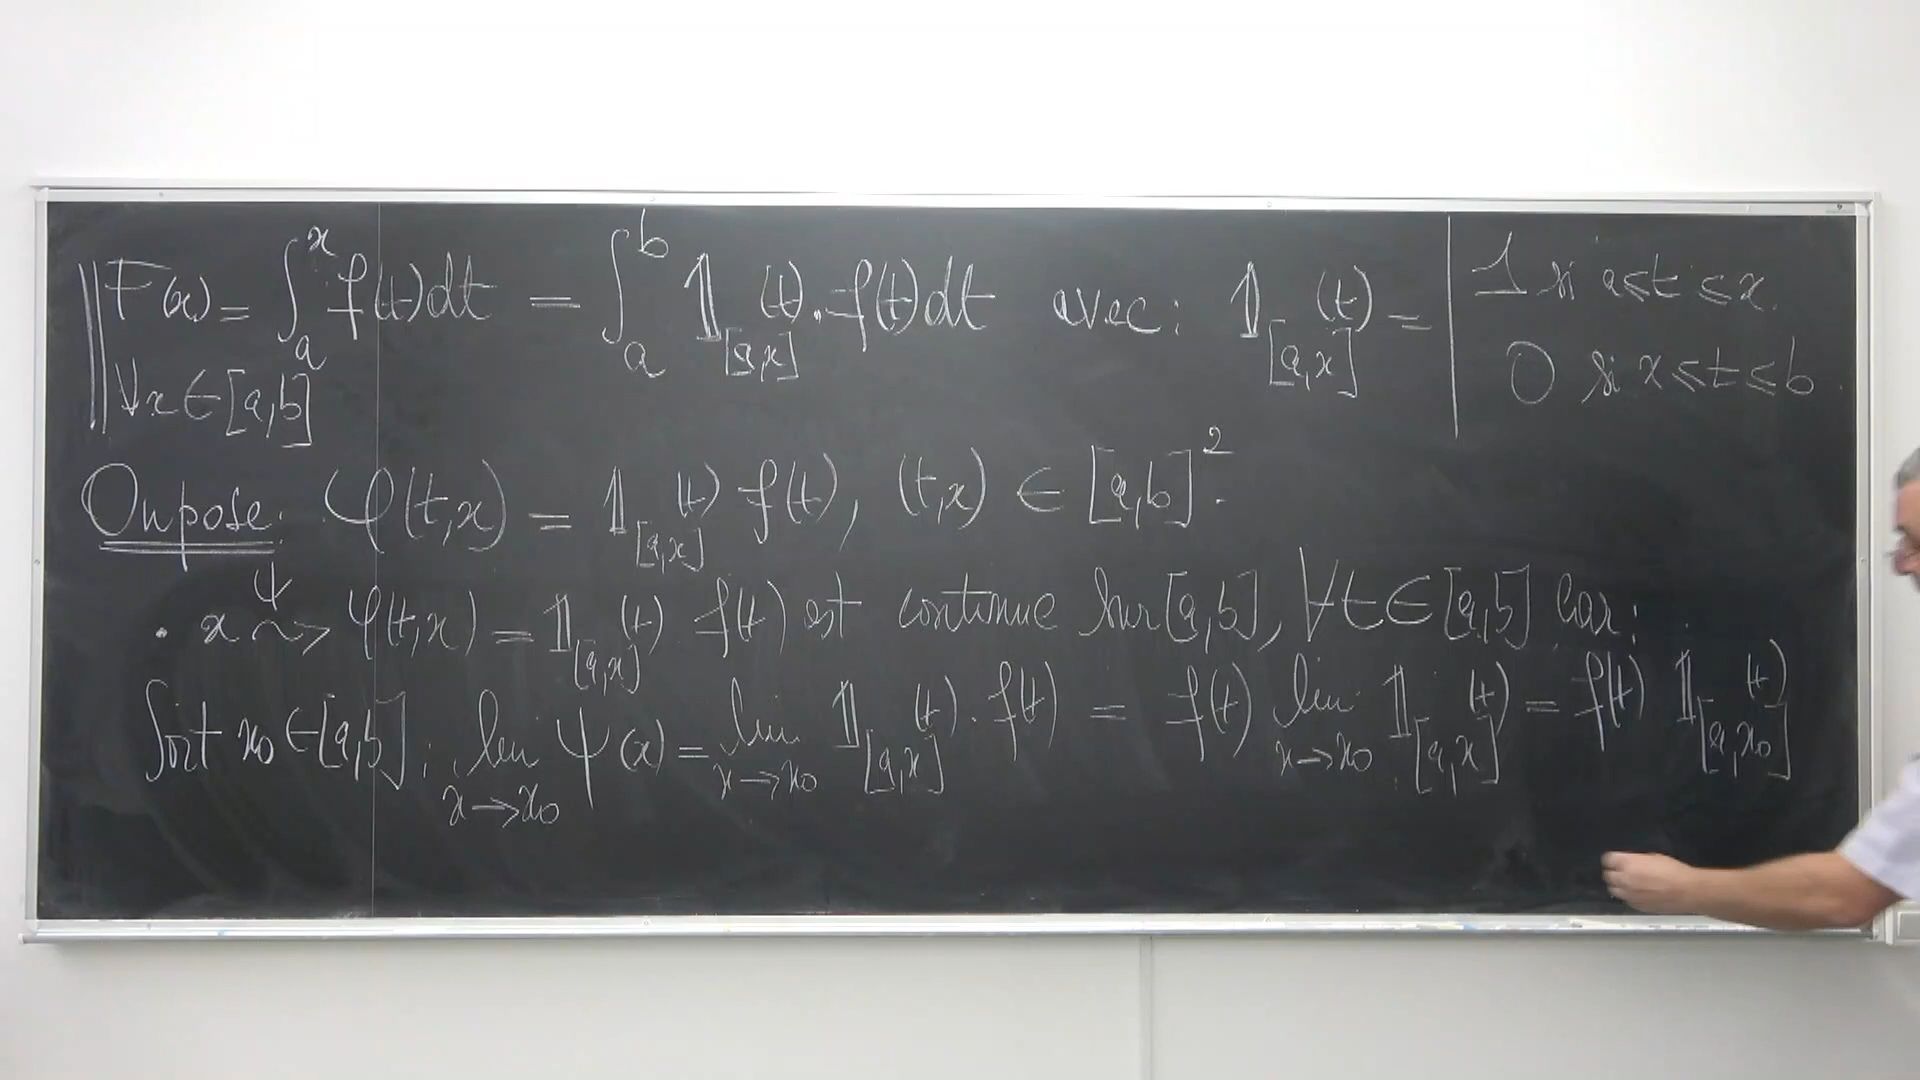 F(x) = ∫_a^x f(t)dt = ∫_a^b 𝟙_[a,x](t) · f(t)dt avec : 𝟙_[a,x](t) = | 1 si a ≤ t ≤ x.
∀x ∈ [a,b] 0 si x ≤ t ≤ b.
On pose : φ(t,x) = 𝟙_[a,x](t) f(t), (t,x) ∈ [a,b]².
• x ⤳^ψ φ(t,x) = 𝟙_[a,x](t) f(t) est continue sur [a,b], ∀t ∈ [a,b] car :
Soit x₀ ∈ [a,b] ; lim_{x→x₀} ψ(x) = lim_{x→x₀} 𝟙_[a,x](t) · f(t) = f(t) lim_{x→x₀} 𝟙_[a,x](t) = f(t) 𝟙_[a,x₀](t)